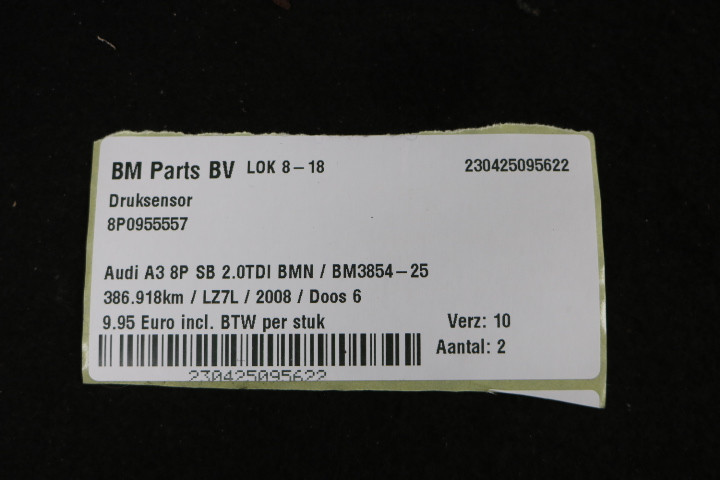 BM Parts BV LOK 8-18 230425095622
Druksensor
8P0955557
Audi A3 8P SB 2.0TDI BMN / BM3854-25
386.918km / LZ7L / 2008 / Doos 6
9.95 Euro incl. BTW per stuk Verz: 10
Aantal: 2
230425095622